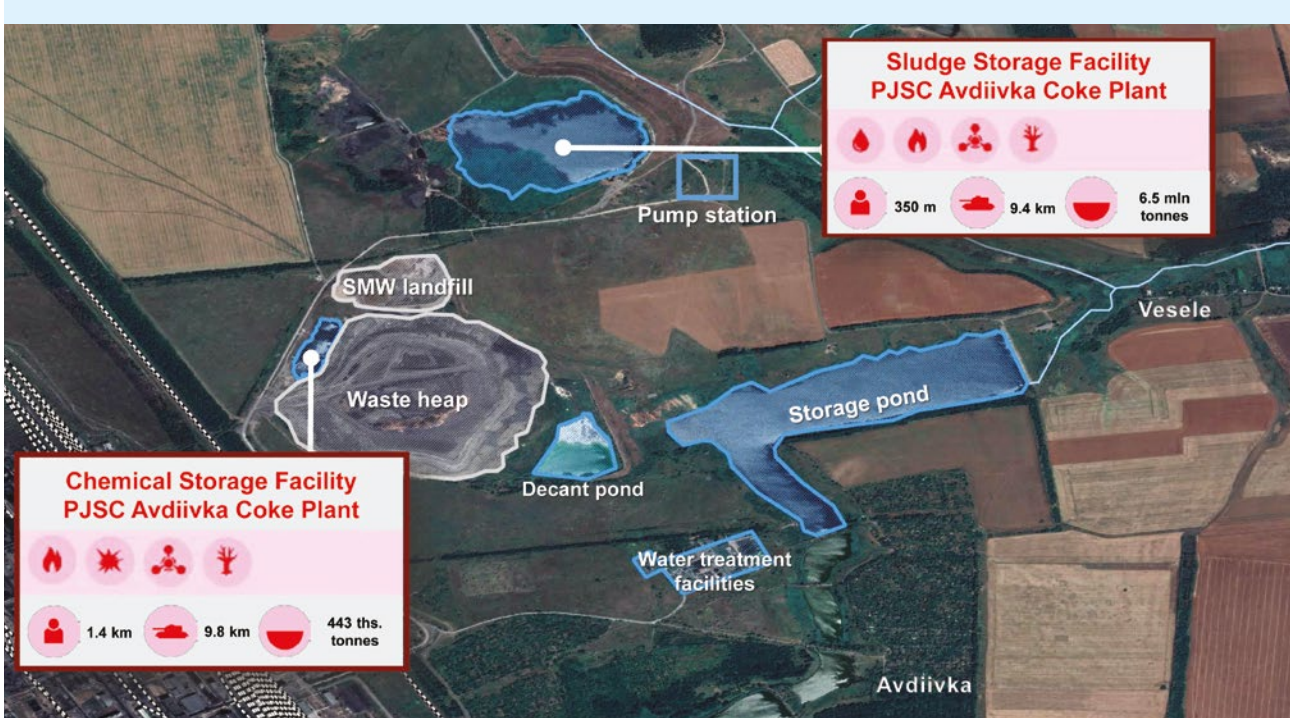 Sludge Storage Facility
PJSC Avdiivka Coke Plant
350 m
9.4 km
6.5 mln
tonnes
Pump station
SMW landfill
Vesele
Waste heap
Storage pond
Decant pond
Chemical Storage Facility
PJSC Avdiivka Coke Plant
1.4 km
9.8 km
443 ths.
tonnes
Water treatment
facilities
Avdiivka